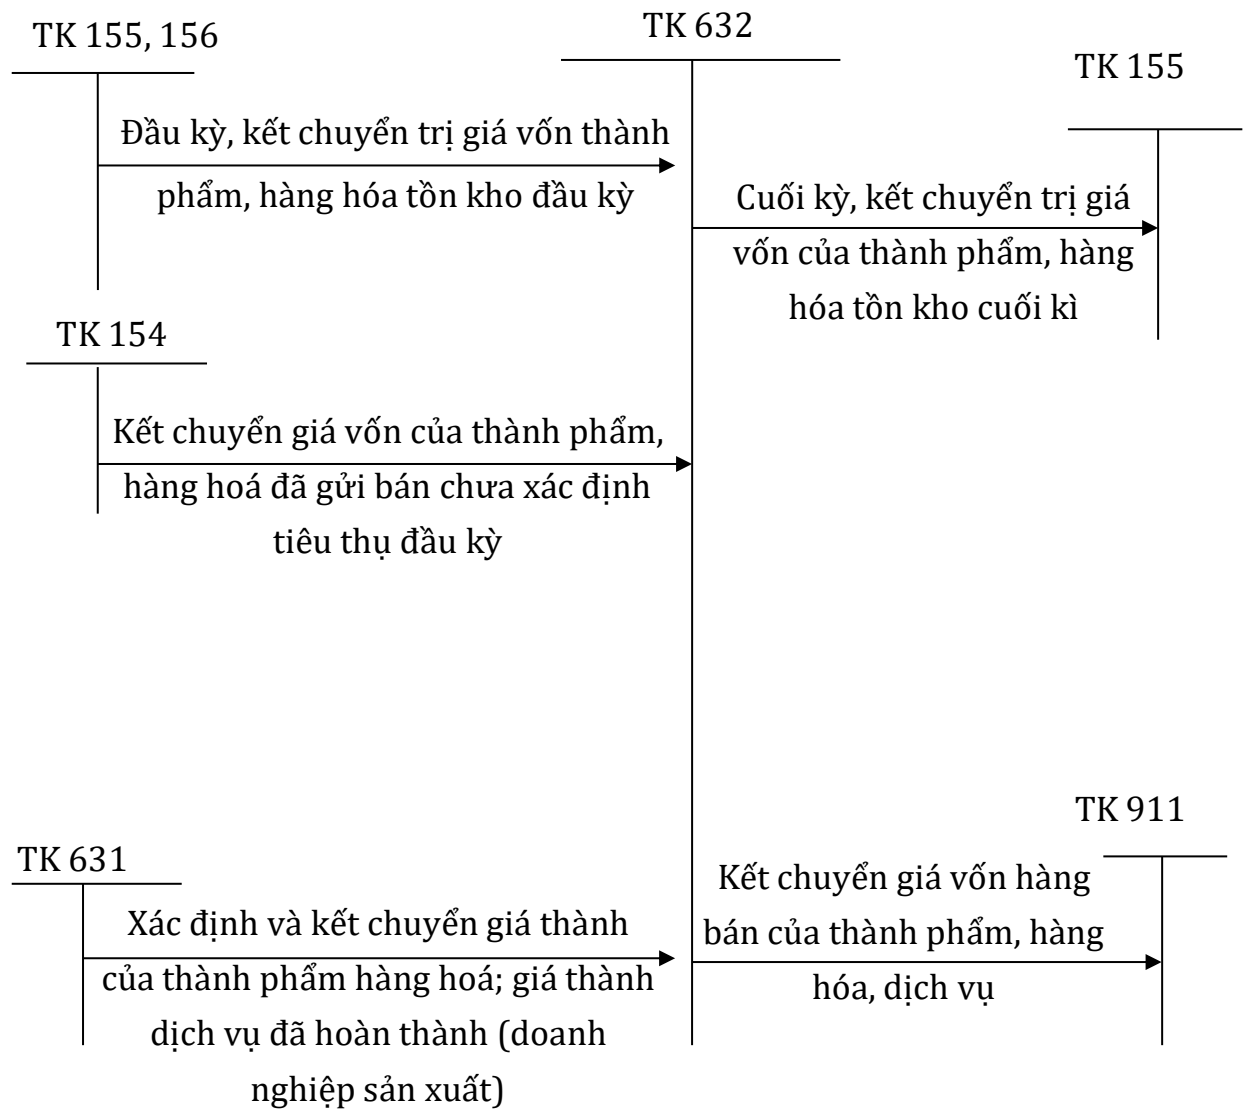 TK 155, 156
TK 632
TK 155
Đầu kỳ, kết chuyển trị giá vốn thành
phẩm, hàng hóa tồn kho đầu kỳ
Cuối kỳ, kết chuyển trị giá
vốn của thành phẩm, hàng
hóa tồn kho cuối kì
TK 154
Kết chuyển giá vốn của thành phẩm,
hàng hoá đã gửi bán chưa xác định
tiêu thụ đầu kỳ
TK 911
TK 631
Kết chuyển giá vốn hàng
bán của thành phẩm, hàng
hóa, dịch vụ
Xác định và kết chuyển giá thành
của thành phẩm hàng hoá; giá thành
dịch vụ đã hoàn thành (doanh
nghiệp sản xuất)